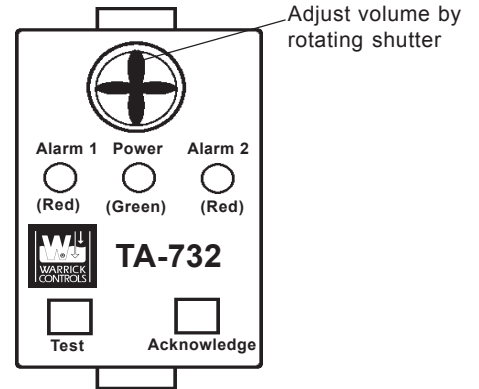 Adjust volume by
rotating shutter
Alarm 1 Power Alarm 2
(Red) (Green) (Red)
W
WARRICK
CONTROLS
TA-732
Test Acknowledge